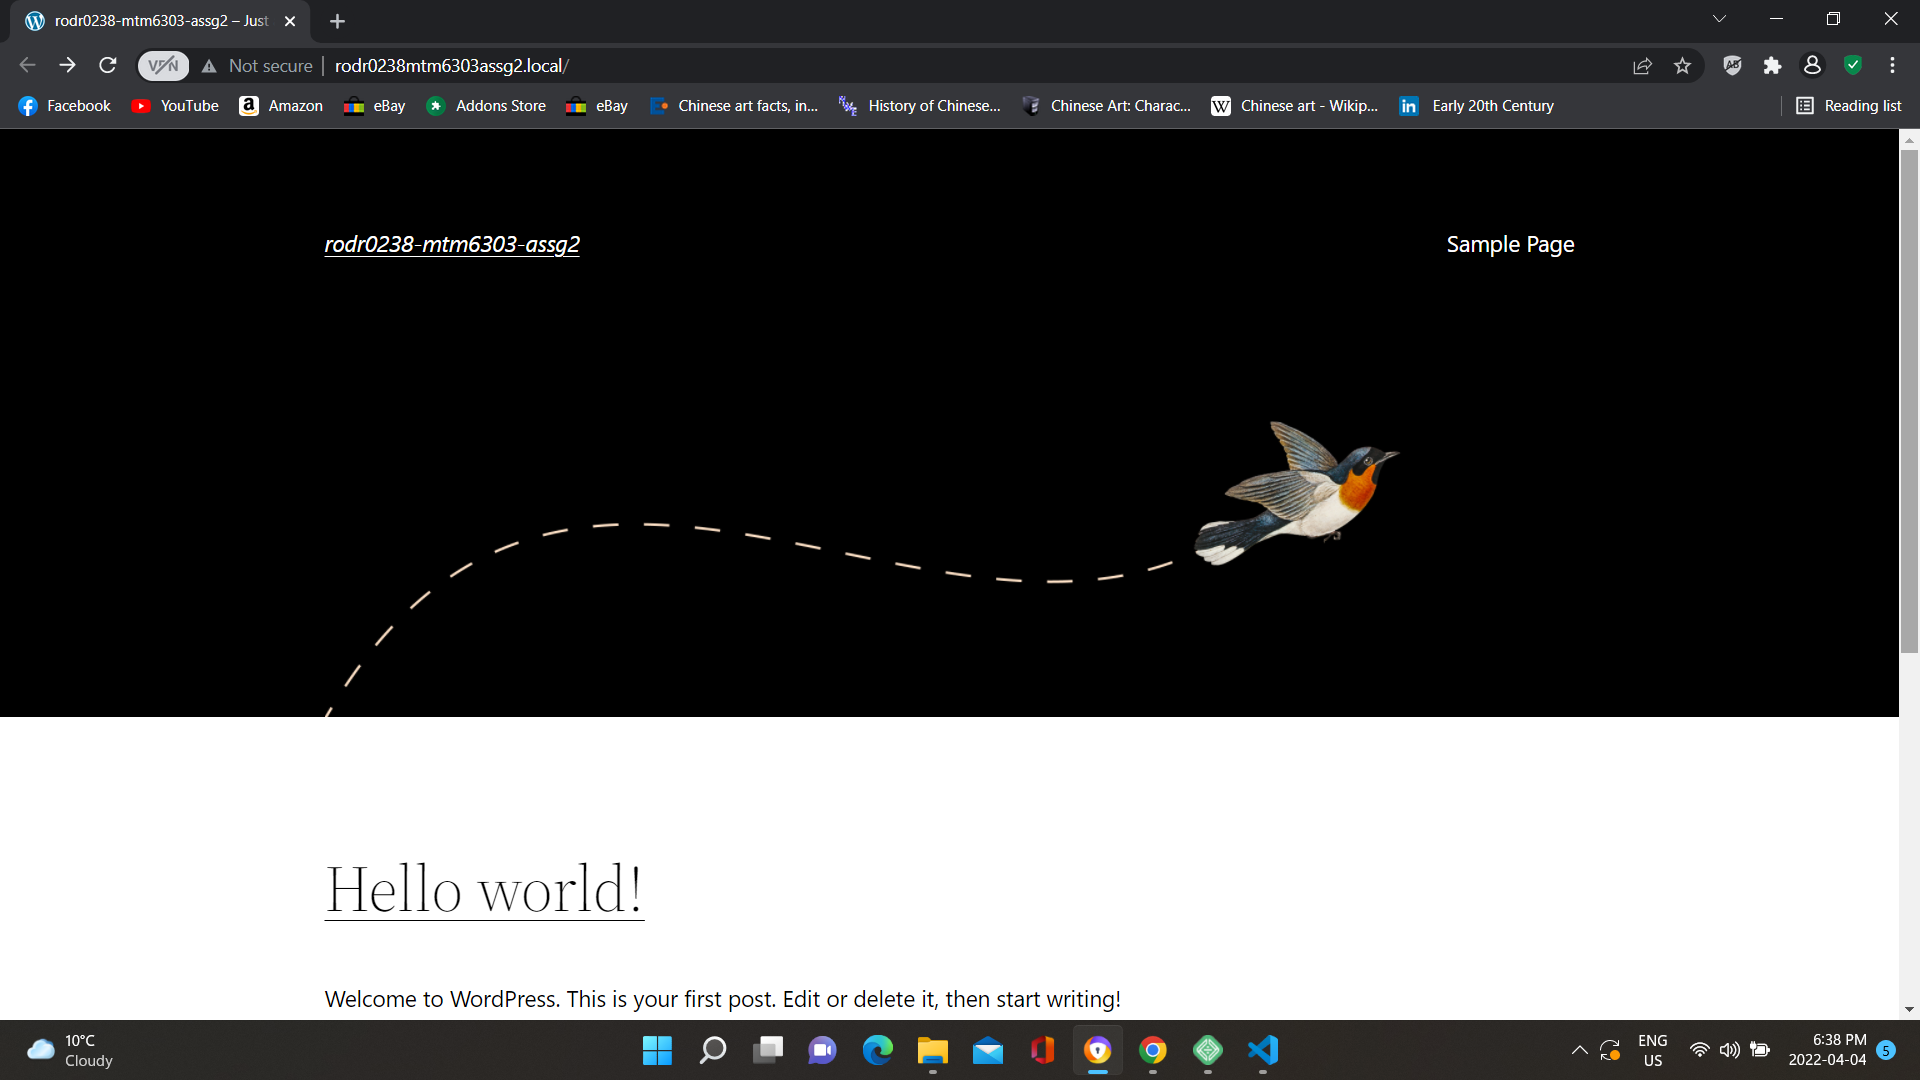 rodr0238-mtm6303-assg2 – Just
VPN Not secure rodr0238mtm6303assg2.local/
Facebook YouTube Amazon eBay Addons Store eBay Chinese art facts, in... History of Chinese... Chinese Art: Charac... Chinese art - Wikip... Early 20th Century Reading list
rodr0238-mtm6303-assg2 Sample Page
Hello world!
Welcome to WordPress. This is your first post. Edit or delete it, then start writing!
10°C
Cloudy
ENG
US
6:38 PM
2022-04-04
5